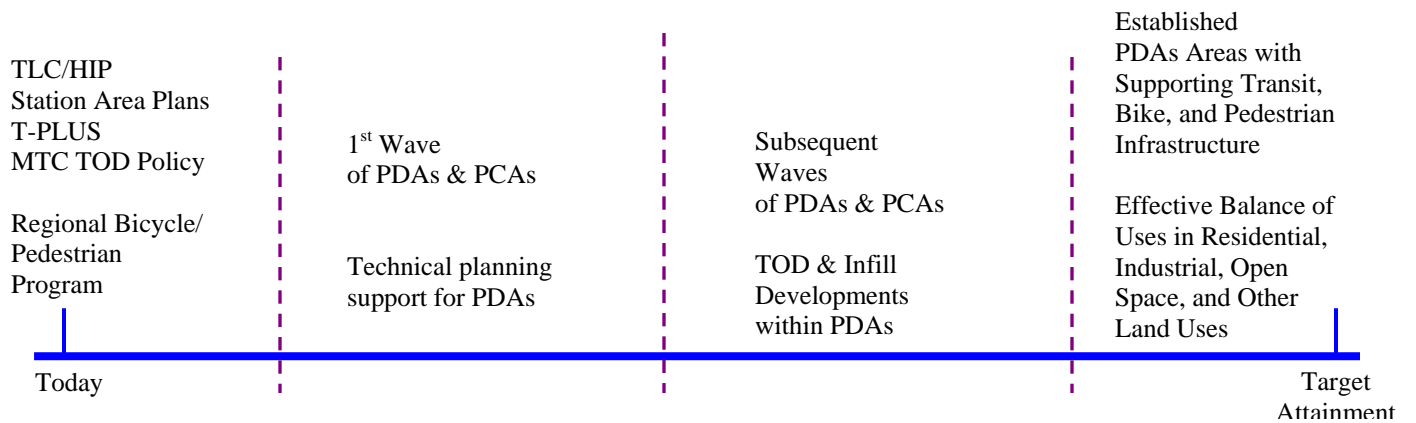 TLC/HIP
Station Area Plans
T-PLUS
MTC TOD Policy
Regional Bicycle/
Pedestrian
Program
1st Wave
of PDAs & PCAs
Technical planning
support for PDAs
Subsequent
Waves
of PDAs & PCAs
TOD & Infill
Developments
within PDAs
Established
PDAs Areas with
Supporting Transit,
Bike, and Pedestrian
Infrastructure
Effective Balance of
Uses in Residential,
Industrial, Open
Space, and Other
Land Uses
Today
Target
Attainment